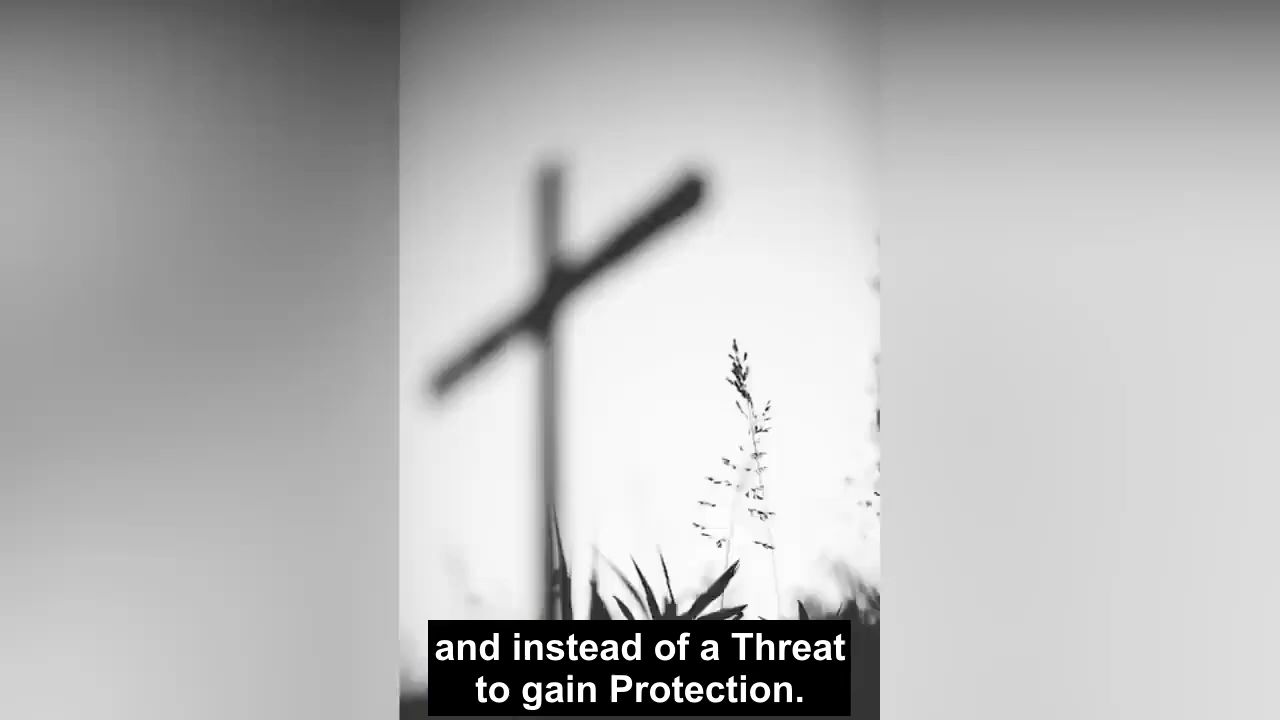 and instead of a Threat
to gain Protection.